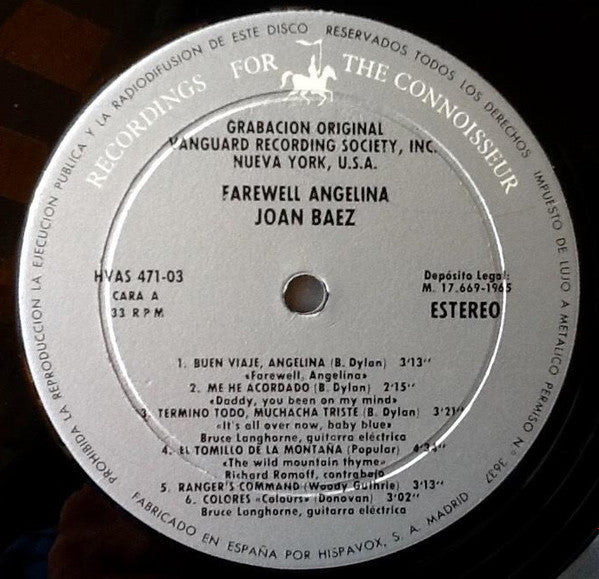 RECORDINGS FOR THE CONNOISSEUR
GRABACION ORIGINAL
VANGUARD RECORDING SOCIETY, INC.
NUEVA YORK, U.S.A.
FAREWELL ANGELINA
JOAN BAEZ
HVAS 471-03
CARA A
33 RPM
Depósito Legal:
M. 17.669-1965
ESTEREO
1. BUEN VIAJE, ANGELINA (B. Dylan) 3'13''
«Farewell, Angelina»
2. ME HE ACORDADO (B. Dylan) 2'15''
«Daddy, you been on my mind»
3. TERMINO TODO, MUCHACHA TRISTE (B. Dylan) 3'21''
«It's all over now, baby blue»
Bruce Langhorne, guitarra eléctrica
4. EL TOMILLO DE LA MONTAÑA (Popular) 4'34''
«The wild mountain thyme»
Richard Romoff, contrabajo
5. RANGER'S COMMAND (Woody Guthrie) 3'13''
6. COLORES «Colours» (Donovan) 3'02''
Bruce Langhorne, guitarra eléctrica
PROHIBIDA LA REPRODUCCION LA EJECUCION PUBLICA Y LA RADIODIFUSION DE ESTE DISCO RESERVADOS TODOS LOS DERECHOS IMPUESTO DE LUJO A METALICO PERMISO Nº 3637
FABRICADO EN ESPAÑA POR HISPAVOX, S. A. MADRID